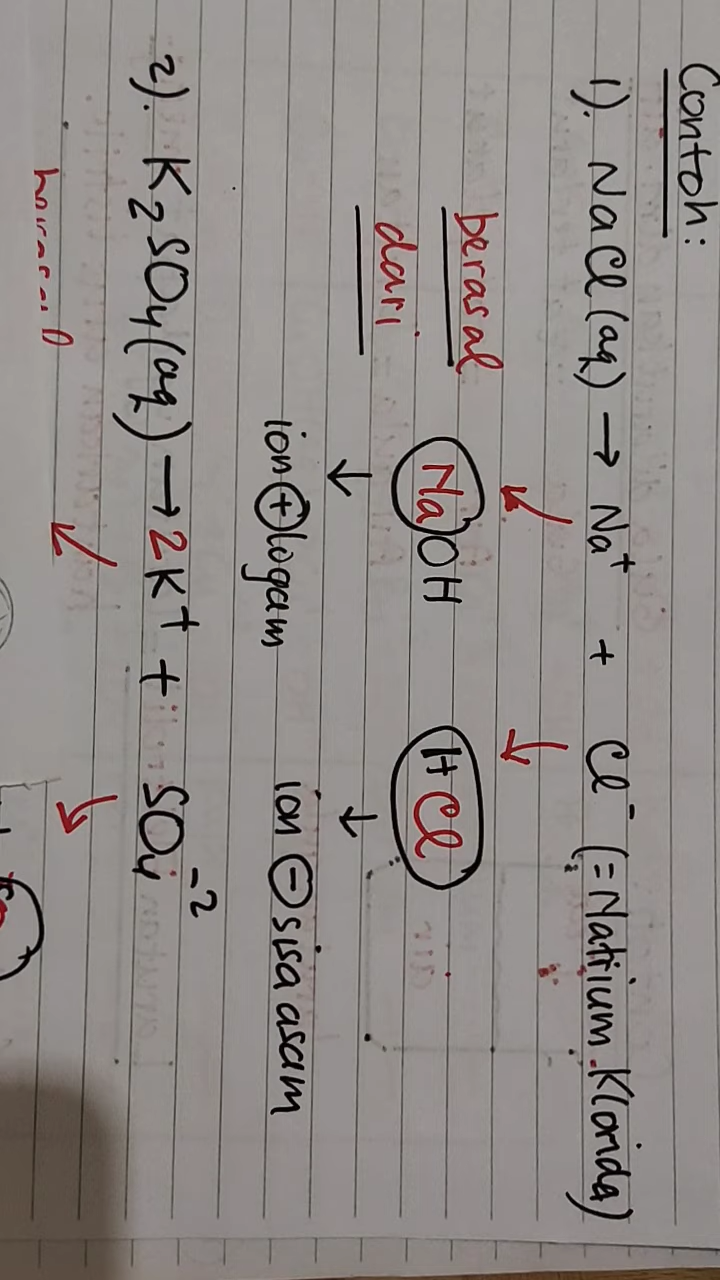 Contoh:
1). NaCl(aq) → Na⁺ + Cl⁻ (=Natrium Klorida)
berasal
dari
NaOH HCl
ion ⊕ logam ion ⊖ sisa asam
2). K₂SO₄(aq) → 2K⁺ + SO₄⁻²